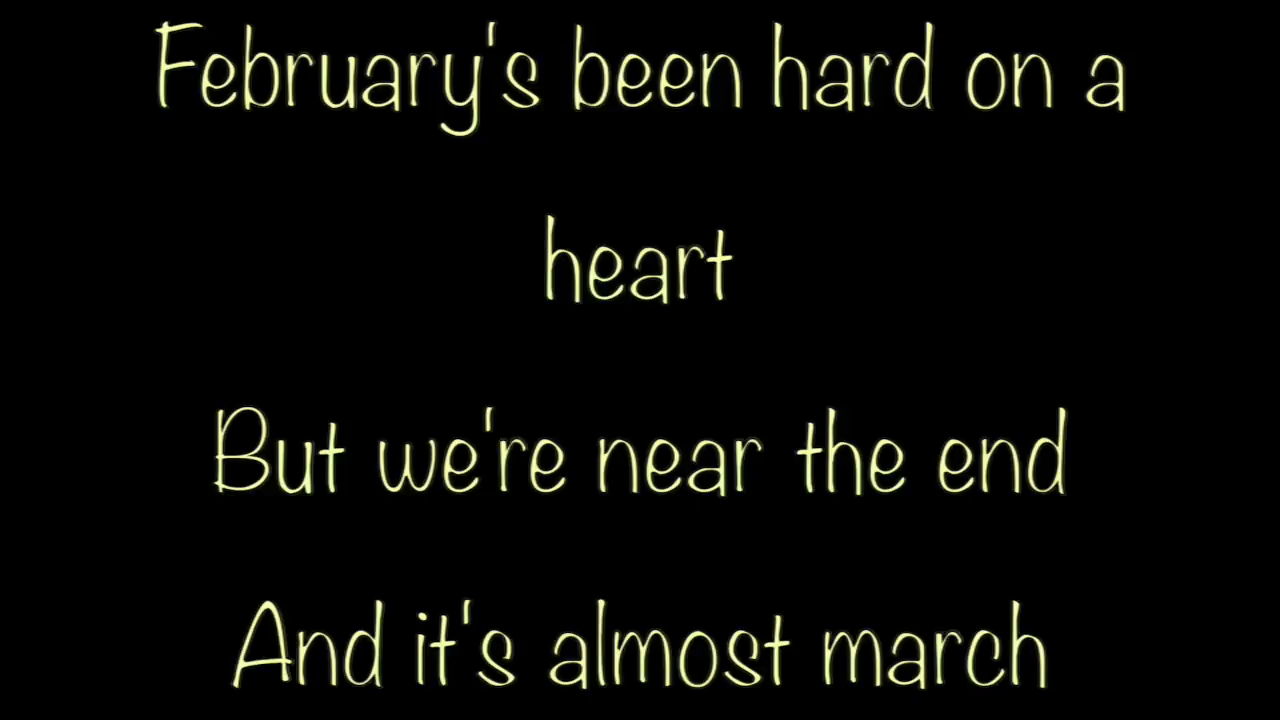 February's been hard on a
heart
But we're near the end
And it's almost march